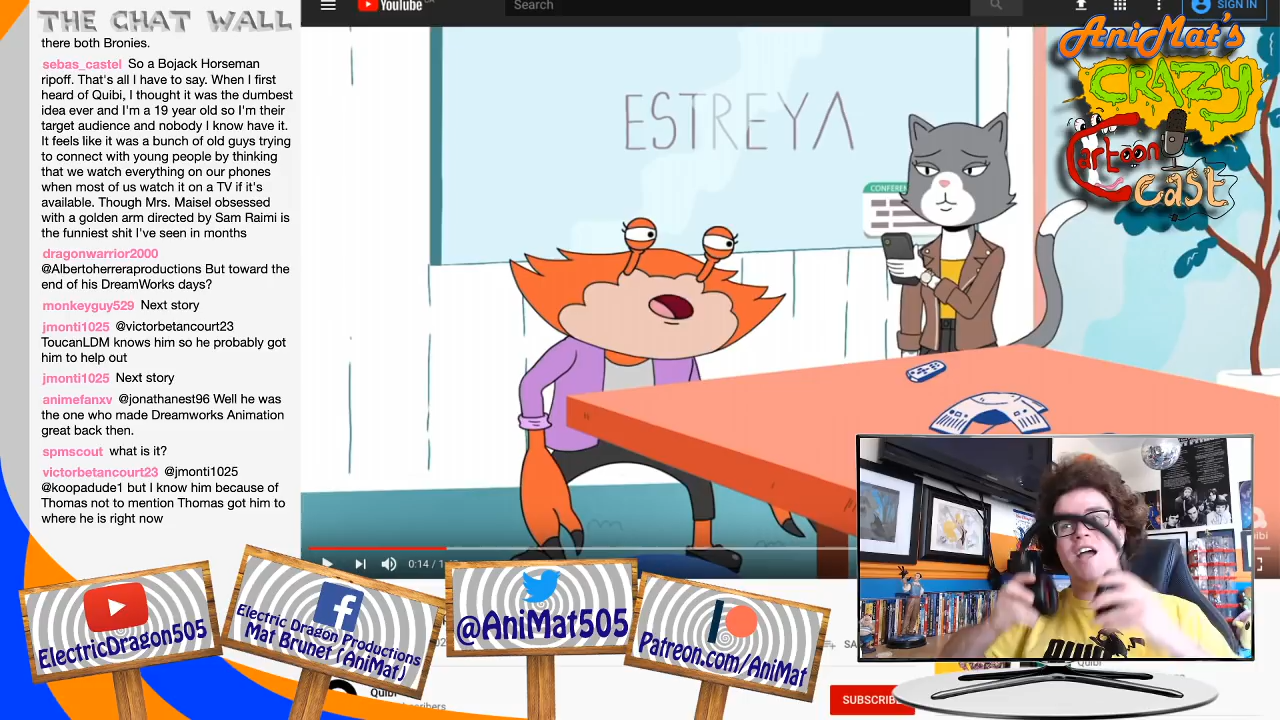 THE CHAT WALL
there both Bronies.
sebas_castel So a Bojack Horseman
ripoff. That's all I have to say. When I first
heard of Quibi, I thought it was the dumbest
idea ever and I'm a 19 year old so I'm their
target audience and nobody I know have it.
It feels like it was a bunch of old guys trying
to connect with young people by thinking
that we watch everything on our phones
when most of us watch it on a TV if it's
available. Though Mrs. Maisel obsessed
with a golden arm directed by Sam Raimi is
the funniest shit I've seen in months
dragonwarrior2000
@Albertoherreraproductions But toward the
end of his DreamWorks days?
monkeyguy529 Next story
jmonti1025 @victorbetancourt23
ToucanLDM knows him so he probably got
him to help out
jmonti1025 Next story
animefanxv @jonathanest96 Well he was
the one who made Dreamworks Animation
great back then.
spmscout what is it?
victorbetancourt23 @jmonti1025
@koopadude1 but I know him because of
Thomas not to mention Thomas got him to
where he is right now
YouTube
Search
SIGN IN
AniMat's
CRAZY
Cartoon
Cast
ESTREYA
0:14
ElectricDragon505
Electric Dragon Productions
Mat Brunet (AniMat)
@AniMat505
Patreon.com/AniMat
Quibi
SUBSCRIBE
Quibi